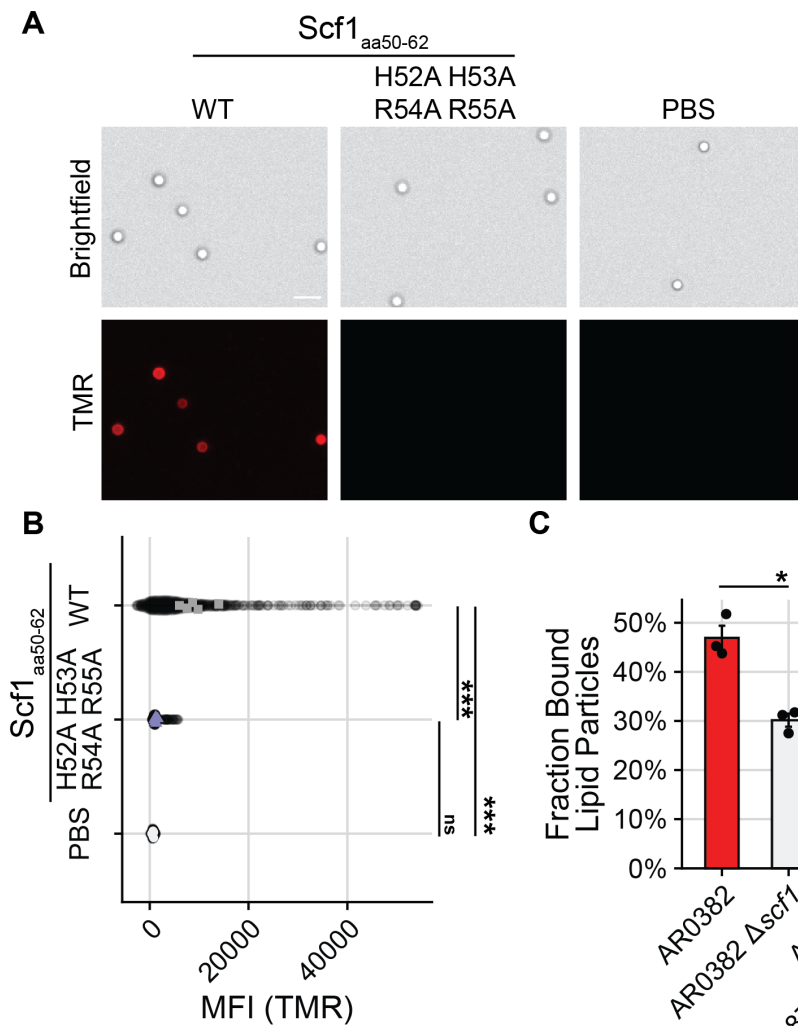 A
Scf1aa50-62
H52A H53A
WT
R54A R55A
PBS
Brightfield
TMR
B
Scf1aa50-62
WT
H52A H53A
R54A R55A
PBS
***
ns
***
0
20000
40000
MFI (TMR)
C
*
Fraction Bound
Lipid Particles
50%
40%
30%
20%
10%
0%
AR0382
AR0382 Δscf1